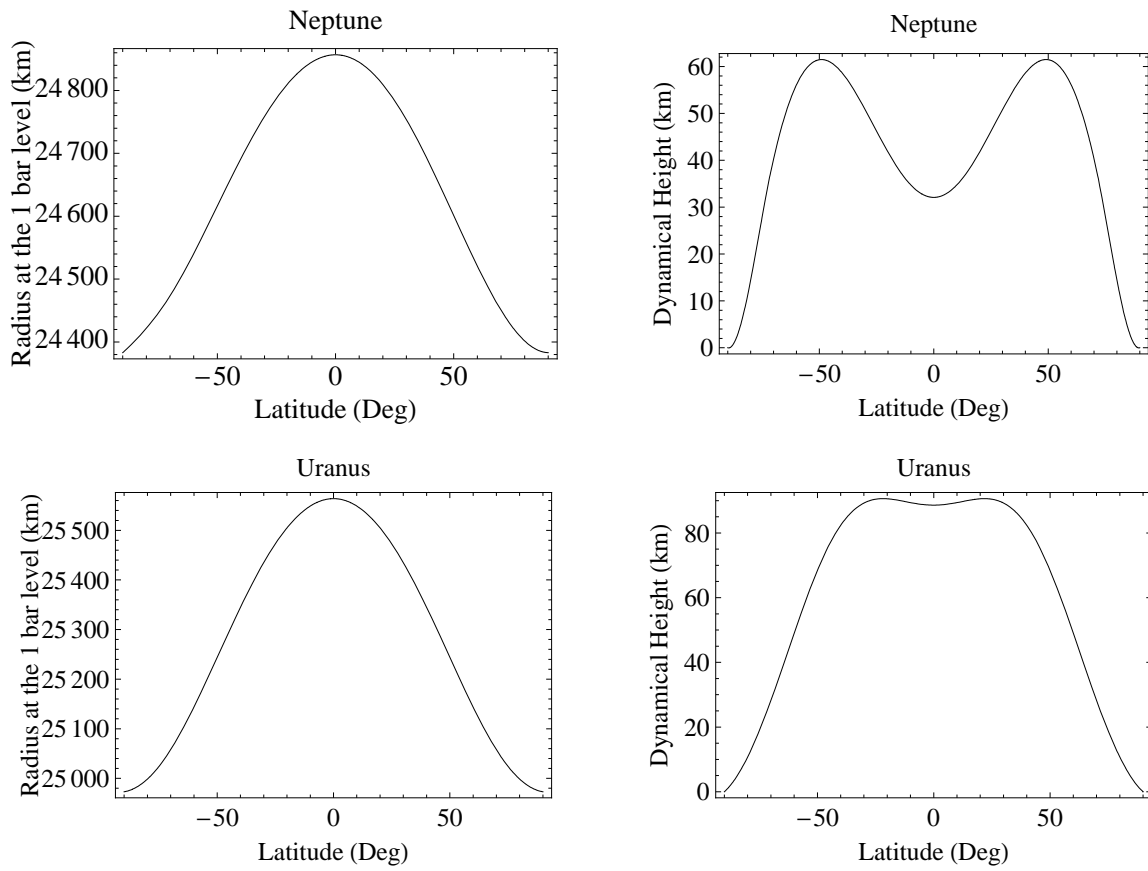 Neptune
Radius at the 1 bar level (km)
24 800
24 700
24 600
24 500
24 400
−50 0 50
Latitude (Deg)
Neptune
Dynamical Height (km)
60
50
40
30
20
10
0
−50 0 50
Latitude (Deg)
Uranus
Radius at the 1 bar level (km)
25 500
25 400
25 300
25 200
25 100
25 000
−50 0 50
Latitude (Deg)
Uranus
Dynamical Height (km)
80
60
40
20
0
−50 0 50
Latitude (Deg)